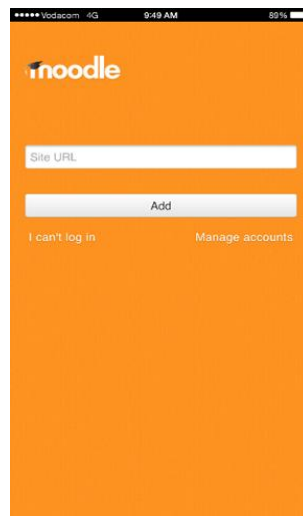 Vodacom 4G 9:49 AM 89%
moodle
Site URL
Add
I can't log in Manage accounts